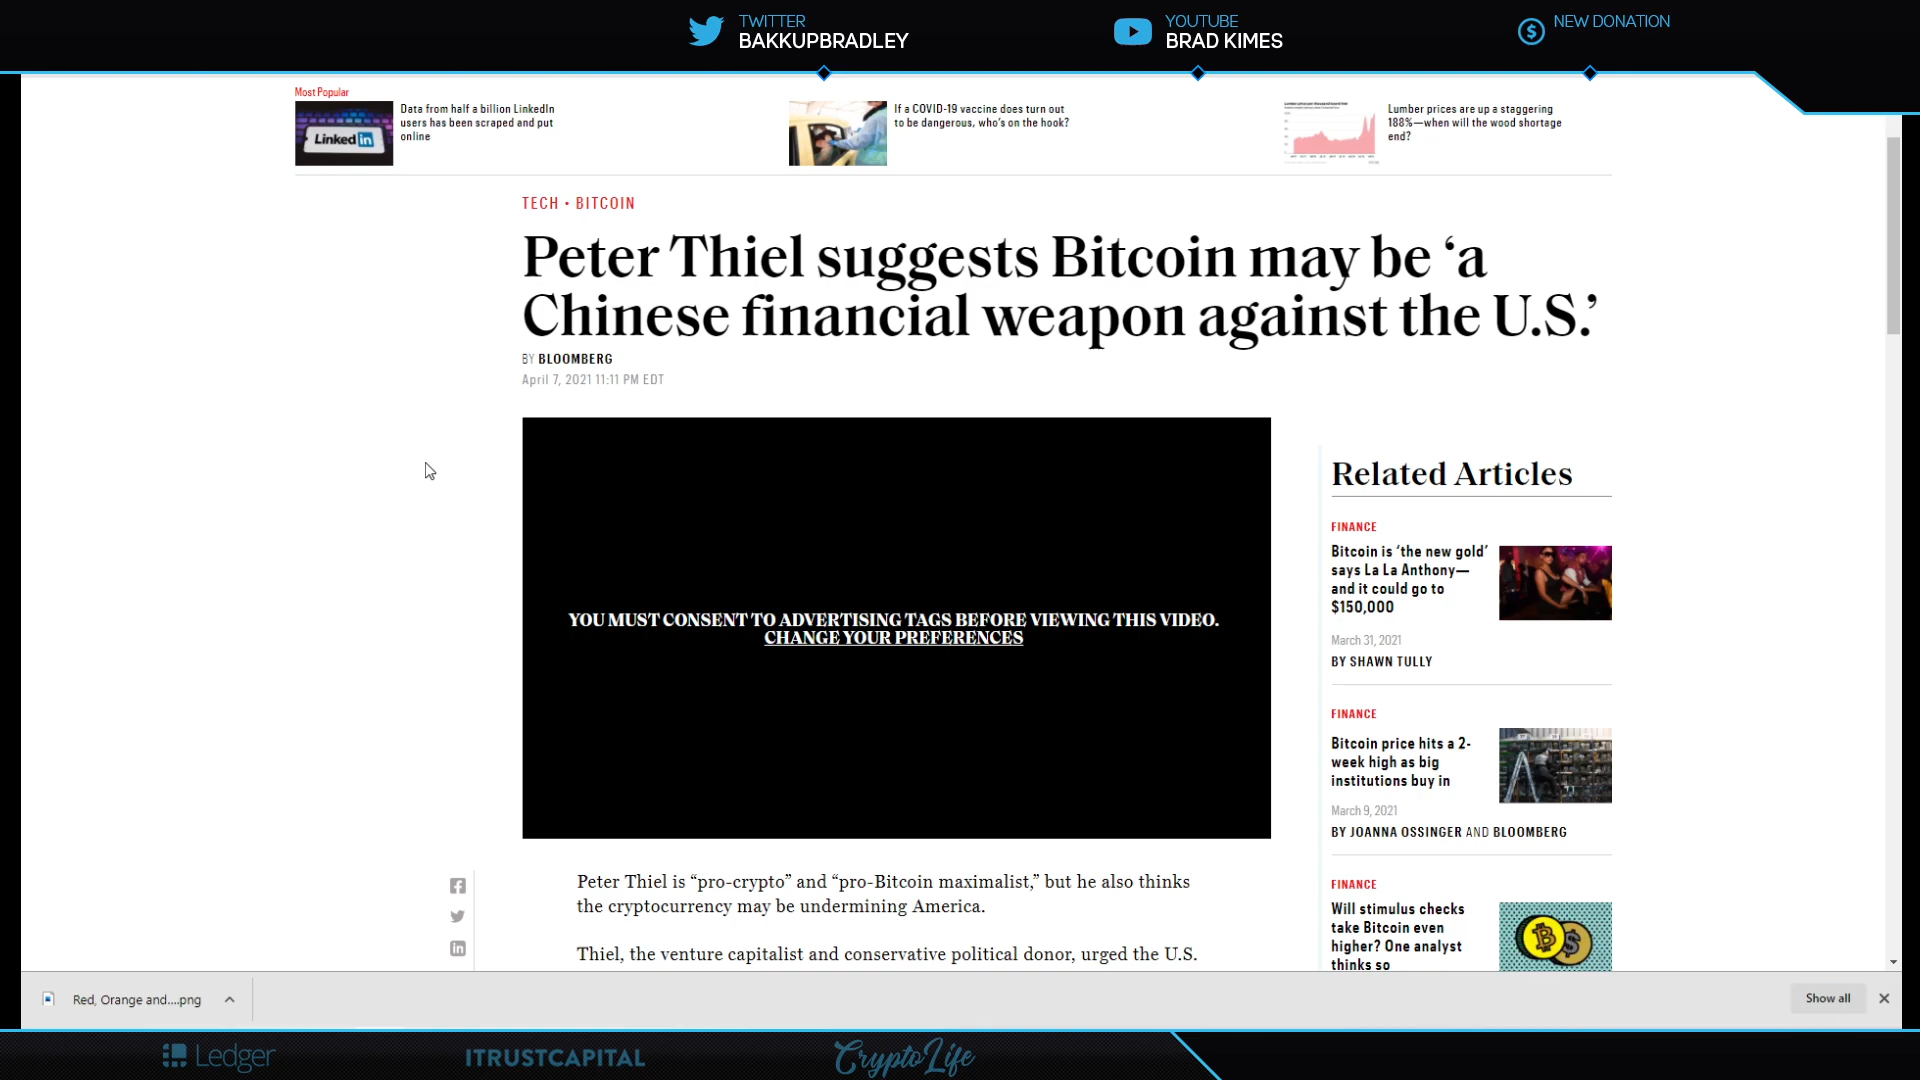 TWITTER
BAKKUPBRADLEY
YOUTUBE
BRAD KIMES
NEW DONATION
Most Popular
Data from half a billion LinkedIn
users has been scraped and put
online
Linked in
If a COVID-19 vaccine does turn out
to be dangerous, who's on the hook?
Lumber prices are up a staggering
188%—when will the wood shortage
end?
TECH • BITCOIN
Peter Thiel suggests Bitcoin may be ‘a
Chinese financial weapon against the U.S.’
BY BLOOMBERG
April 7, 2021 11:11 PM EDT
YOU MUST CONSENT TO ADVERTISING TAGS BEFORE VIEWING THIS VIDEO.
CHANGE YOUR PREFERENCES
Peter Thiel is “pro-crypto” and “pro-Bitcoin maximalist,” but he also thinks
the cryptocurrency may be undermining America.
Thiel, the venture capitalist and conservative political donor, urged the U.S.
Related Articles
FINANCE
Bitcoin is ‘the new gold’
says La La Anthony—
and it could go to
$150,000
March 31, 2021
BY SHAWN TULLY
FINANCE
Bitcoin price hits a 2-
week high as big
institutions buy in
March 9, 2021
BY JOANNA OSSINGER AND BLOOMBERG
FINANCE
Will stimulus checks
take Bitcoin even
higher? One analyst
thinks so
Red, Orange and....png
Show all
Ledger
ITRUSTCAPITAL
CryptoLife